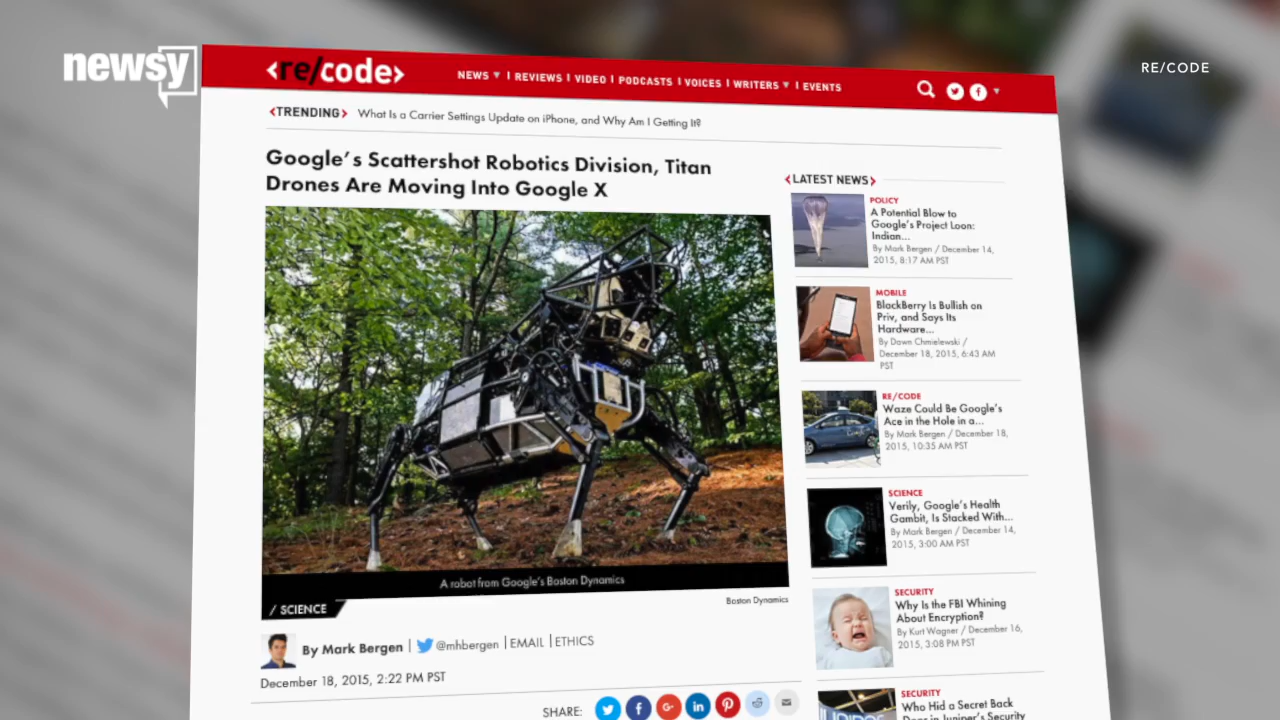 newsy
RE/CODE
<re/code>
NEWS ▼ | REVIEWS | VIDEO | PODCASTS | VOICES | WRITERS ▼ | EVENTS
<TRENDING> What Is a Carrier Settings Update on iPhone, and Why Am I Getting It?
Google's Scattershot Robotics Division, Titan
Drones Are Moving Into Google X
A robot from Google's Boston Dynamics
/ SCIENCE
Boston Dynamics
By Mark Bergen | @mhbergen | EMAIL | ETHICS
December 18, 2015, 2:22 PM PST
SHARE:
<LATEST NEWS>
POLICY
A Potential Blow to
Google's Project Loon:
Indian...
By Mark Bergen / December 14,
2015, 8:17 AM PST
MOBILE
BlackBerry Is Bullish on
Priv, and Says Its
Hardware...
By Dawn Chmielewski /
December 18, 2015, 6:43 AM
PST
RE/CODE
Waze Could Be Google's
Ace in the Hole in a...
By Mark Bergen / December 18,
2015, 10:35 AM PST
SCIENCE
Verily, Google's Health
Gambit, Is Stacked With...
By Mark Bergen / December 14,
2015, 3:00 AM PST
SECURITY
Why Is the FBI Whining
About Encryption?
By Kurt Wagner / December 16,
2015, 3:08 PM PST
SECURITY
Who Hid a Secret Back
Door in Juniper's Security